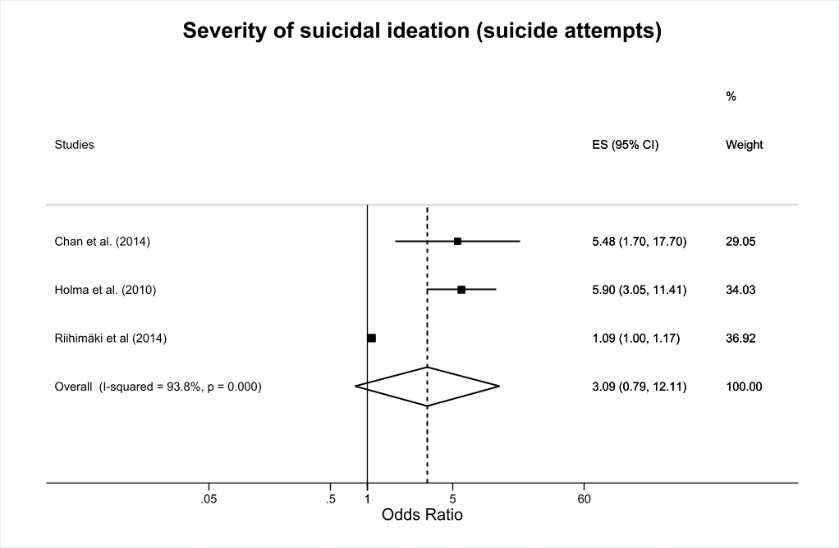 Severity of suicidal ideation (suicide attempts)
%
Studies ES (95% CI) Weight
Chan et al. (2014) 5.48 (1.70, 17.70) 29.05
Holma et al. (2010) 5.90 (3.05, 11.41) 34.03
Riihimäki et al (2014) 1.09 (1.00, 1.17) 36.92
Overall (I-squared = 93.8%, p = 0.000) 3.09 (0.79, 12.11) 100.00
.05 .5 1 5 60
Odds Ratio